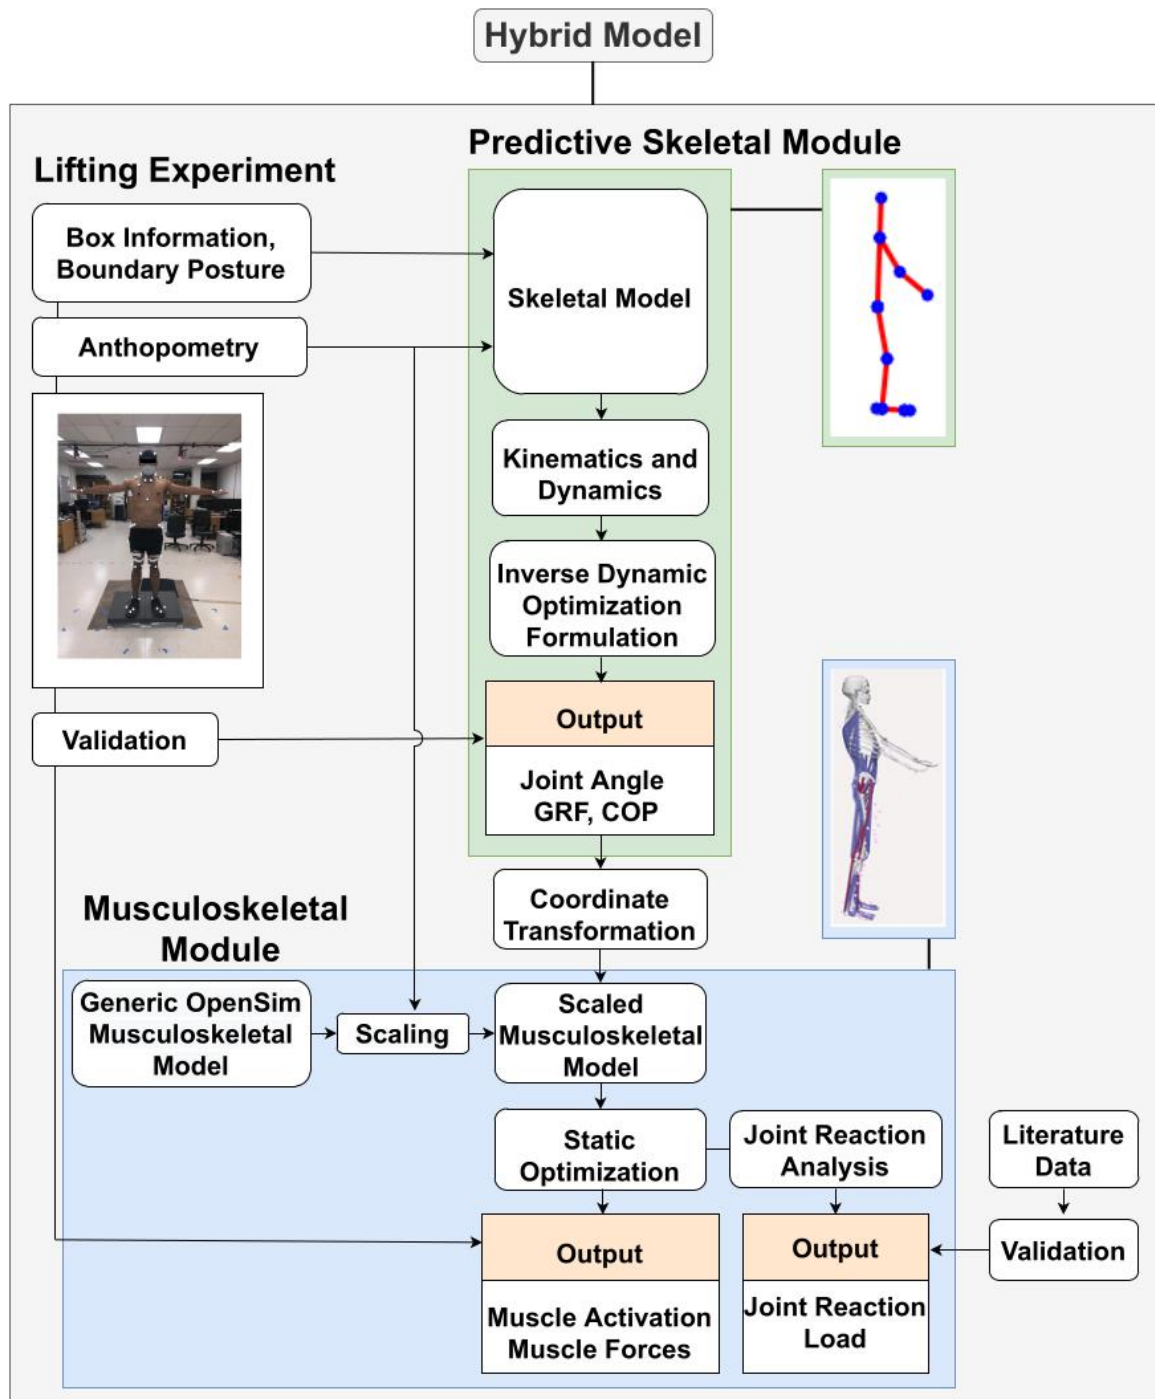 Hybrid Model
Predictive Skeletal Module
Lifting Experiment
Box Information,
Boundary Posture
Skeletal Model
Anthopometry
Kinematics and
Dynamics
Inverse Dynamic
Optimization
Formulation
Output
Validation
Joint Angle
GRF, COP
Coordinate
Transformation
Musculoskeletal
Module
Generic OpenSim
Musculoskeletal
Model
Scaling
Scaled
Musculoskeletal
Model
Static
Optimization
Joint Reaction
Analysis
Literature
Data
Output
Output
Validation
Muscle Activation
Muscle Forces
Joint Reaction
Load